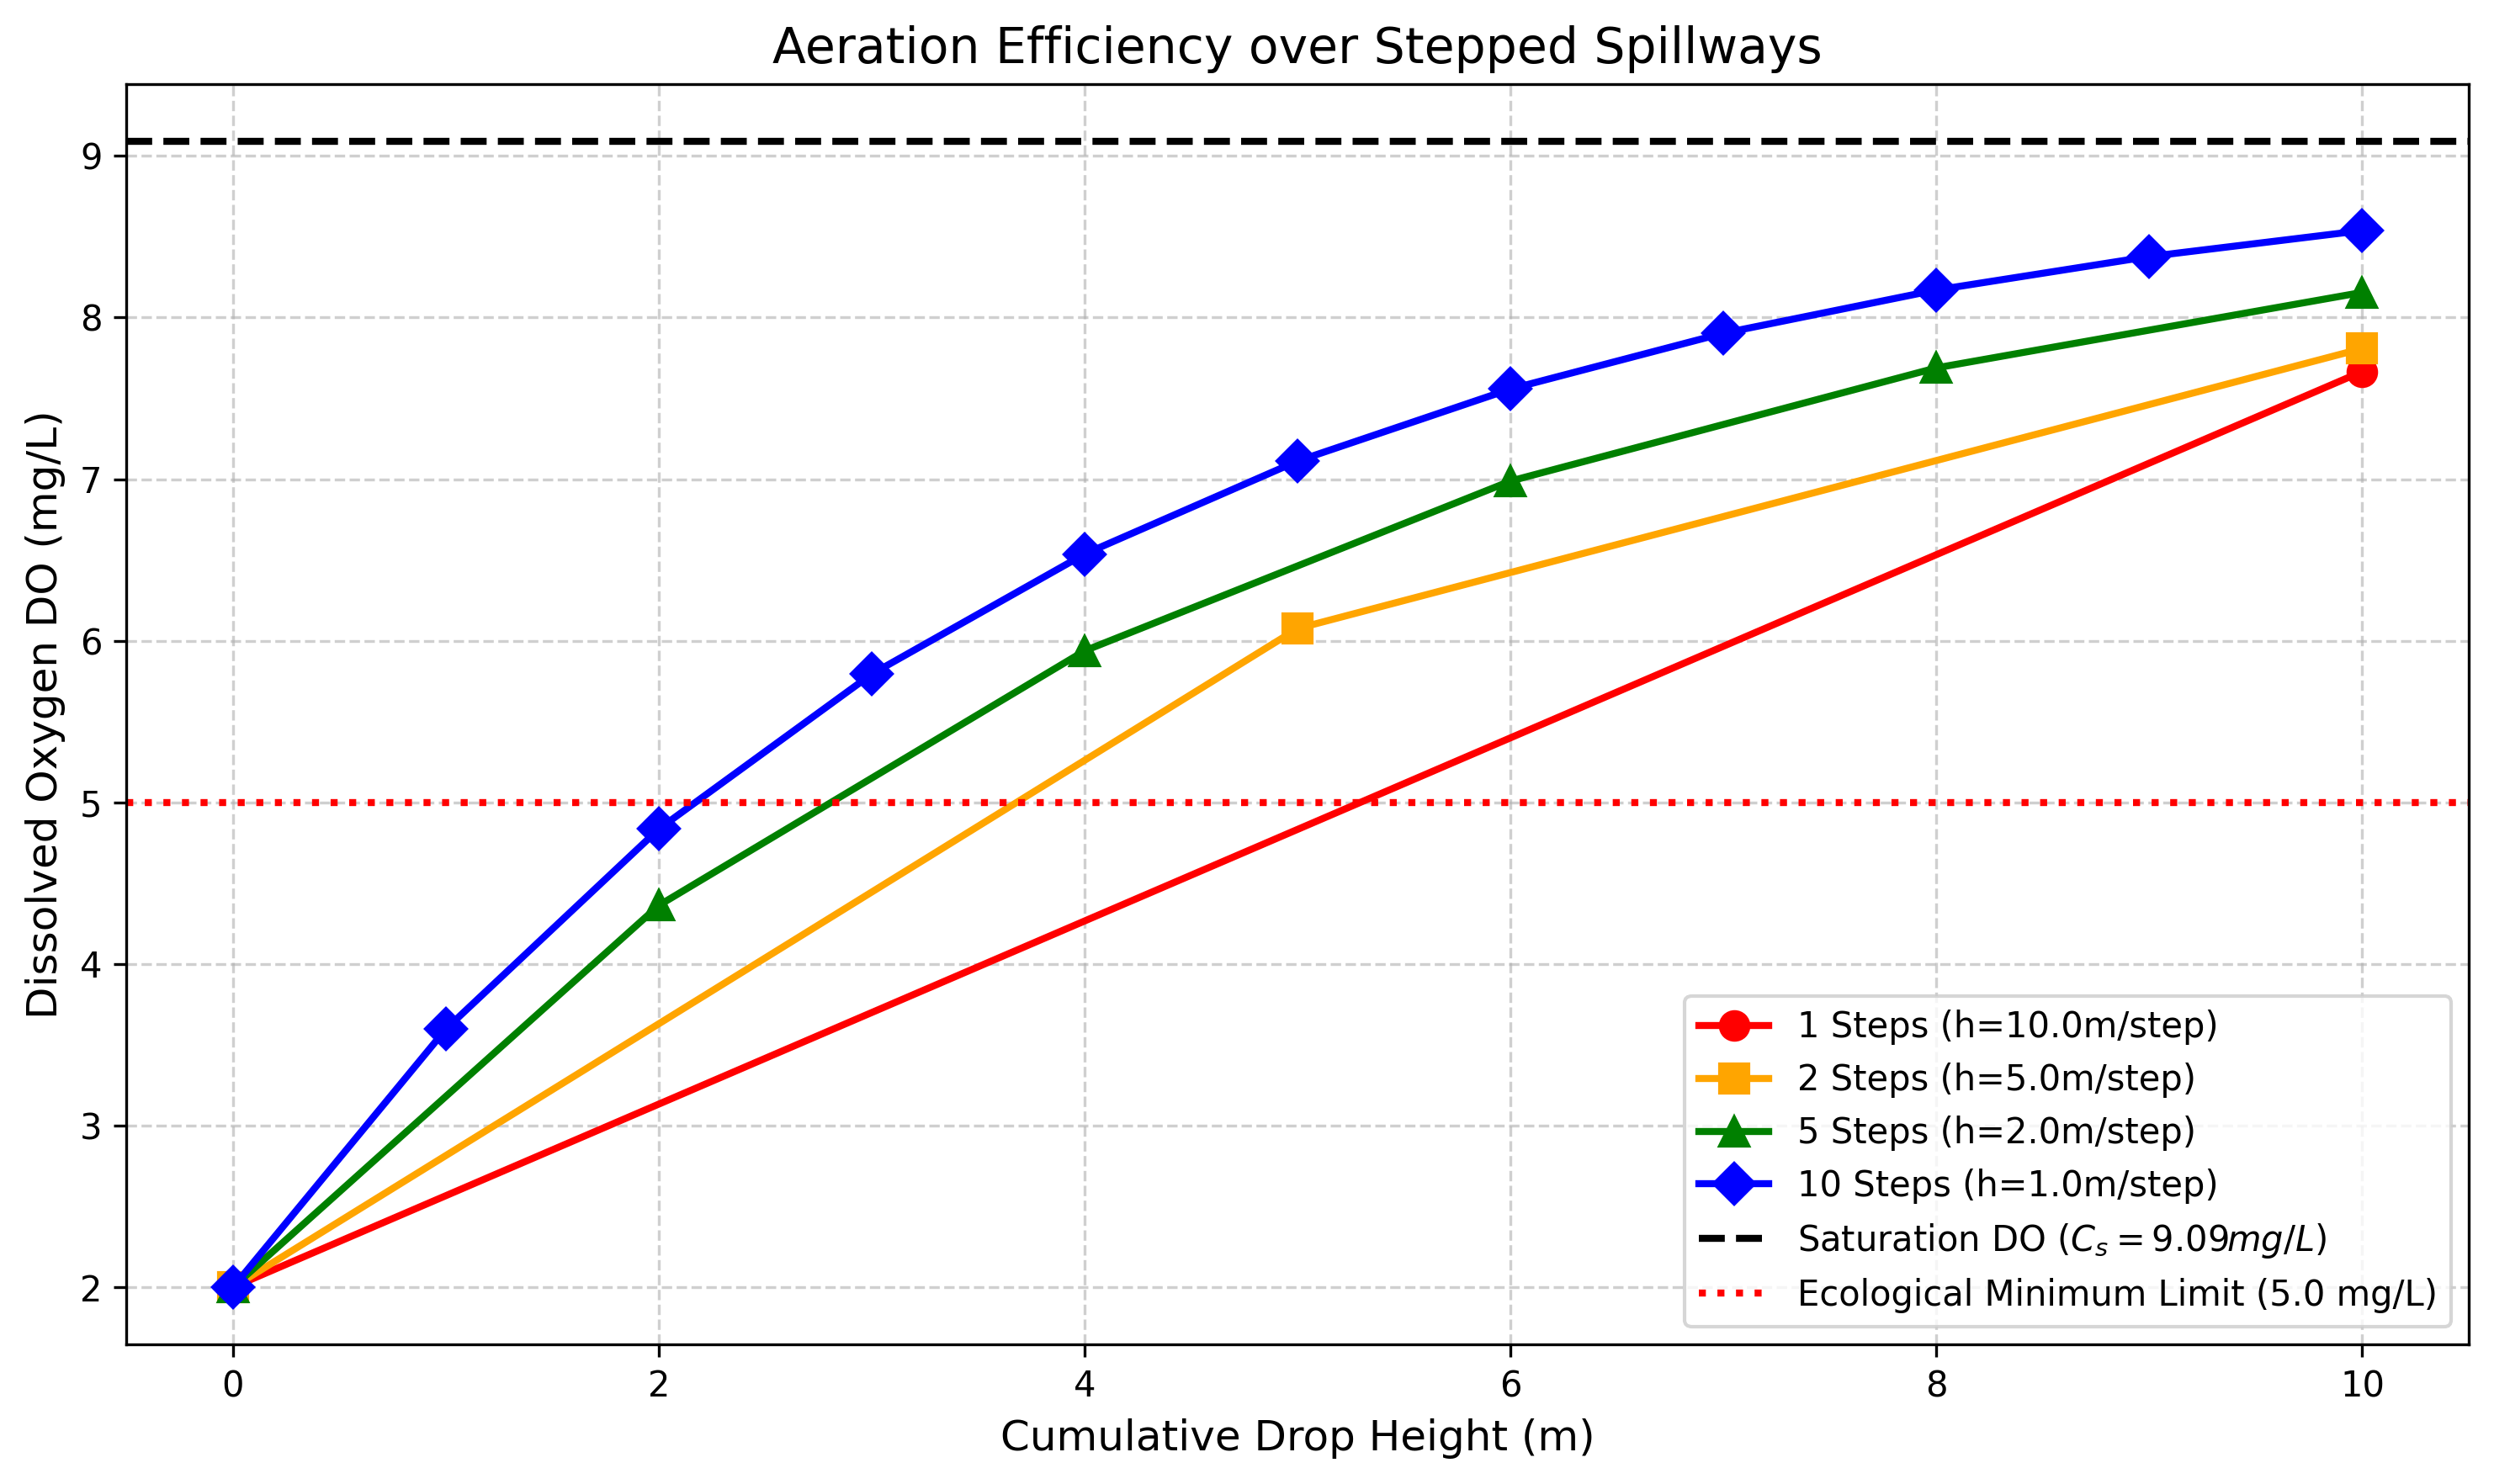 Aeration Efficiency over Stepped Spillways
Dissolved Oxygen DO (mg/L)
9
8
7
6
5
4
3
2
1 Steps (h=10.0m/step)
2 Steps (h=5.0m/step)
5 Steps (h=2.0m/step)
10 Steps (h=1.0m/step)
Saturation DO (Cₛ = 9.09mg/L)
Ecological Minimum Limit (5.0 mg/L)
0 2 4 6 8 10
Cumulative Drop Height (m)